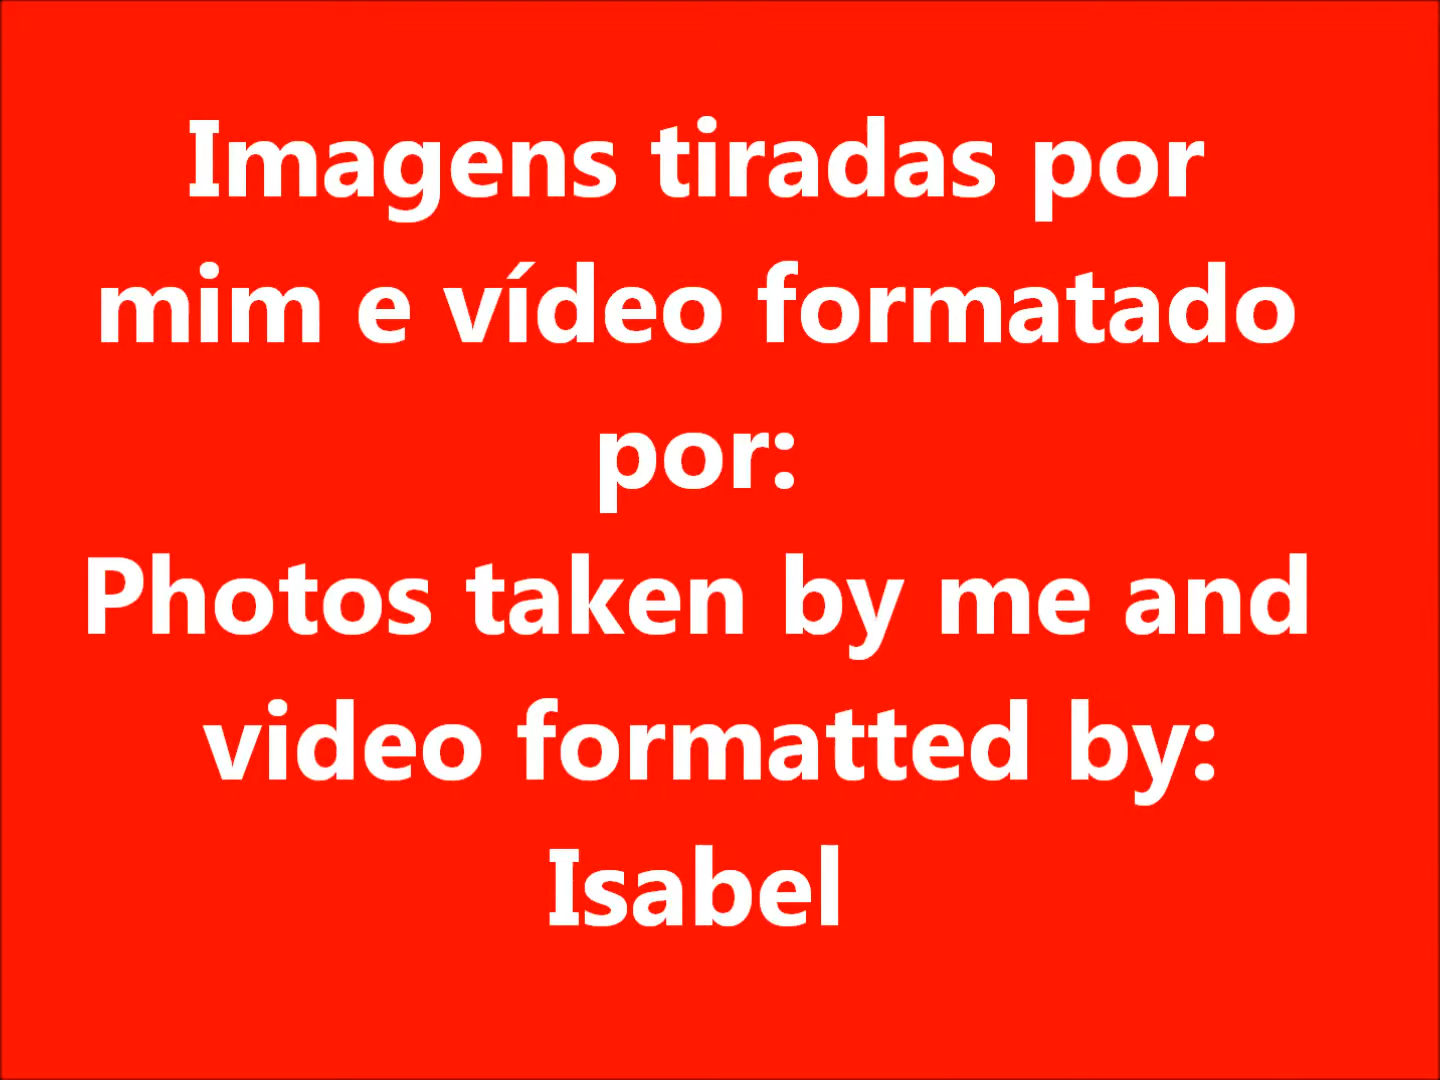 Imagens tiradas por
mim e vídeo formatado
por:
Photos taken by me and
video formatted by:
Isabel